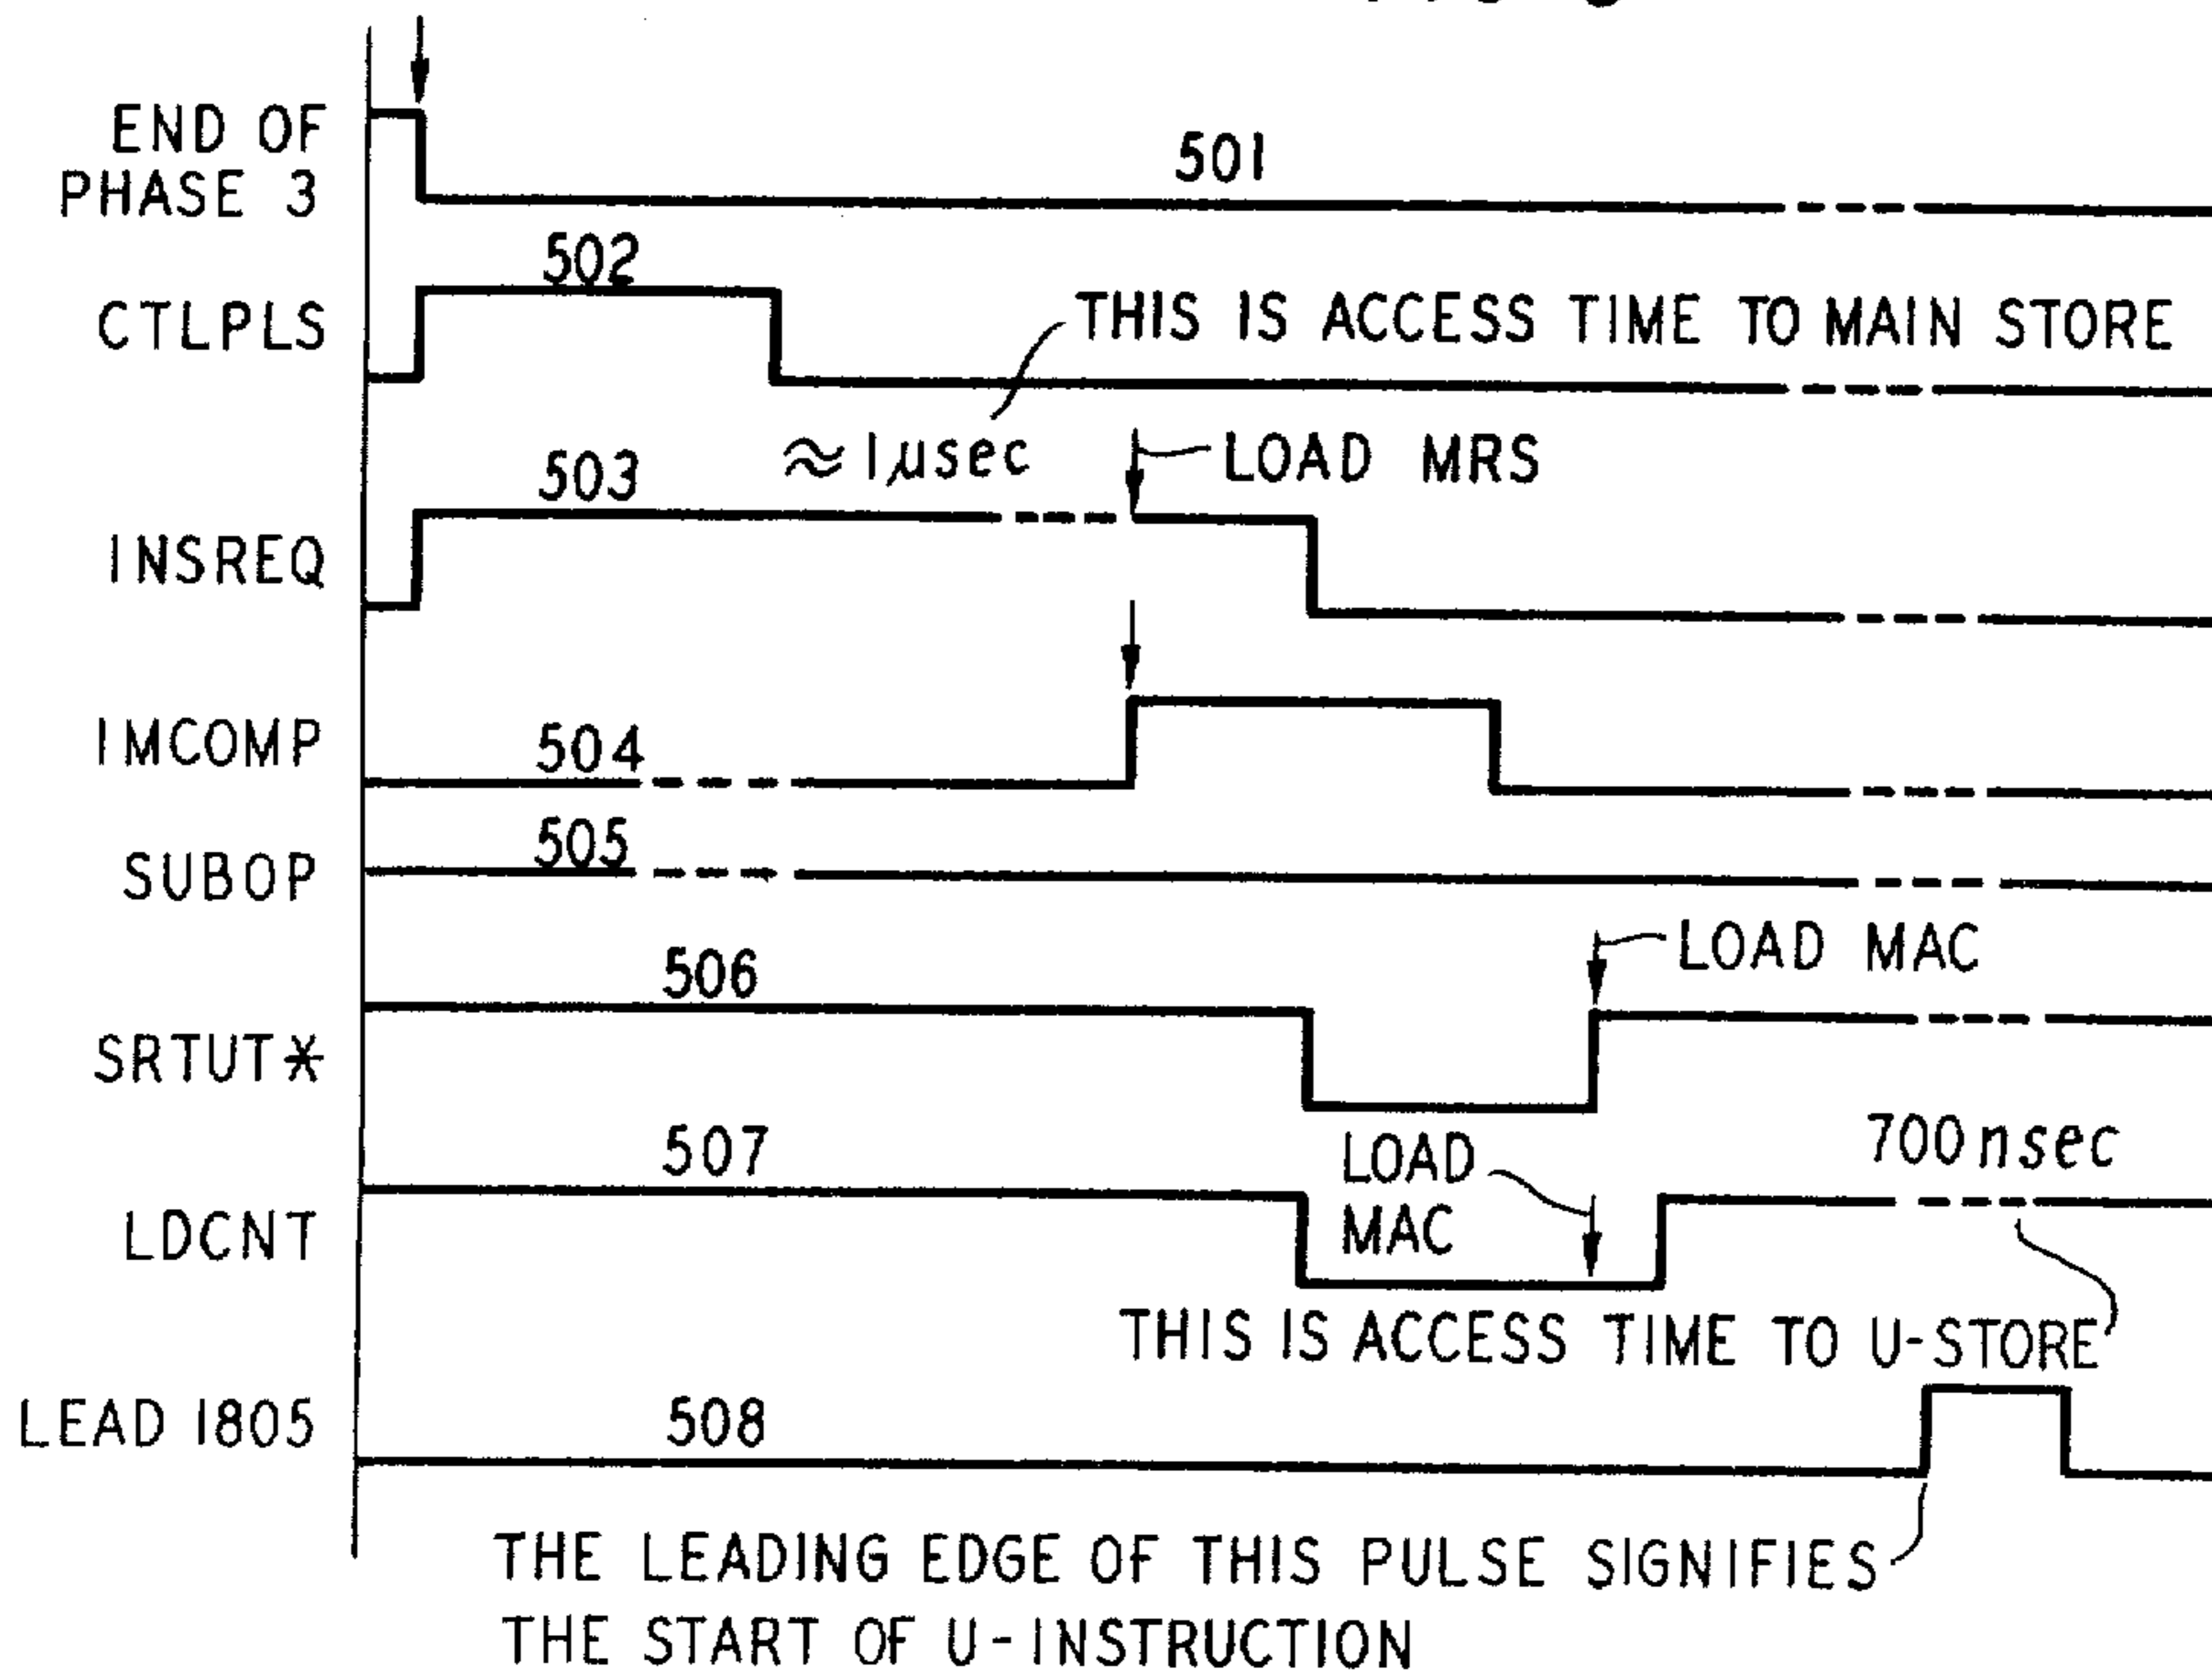 END OF
PHASE 3
501
502
CTLPLS
THIS IS ACCESS TIME TO MAIN STORE
≈ 1μsec
LOAD MRS
503
INSREQ
IMCOMP
504
SUBOP
505
LOAD MAC
506
SRTUT*
700nsec
507
LOAD
MAC
LDCNT
THIS IS ACCESS TIME TO U-STORE
LEAD 1805
508
THE LEADING EDGE OF THIS PULSE SIGNIFIES
THE START OF U-INSTRUCTION